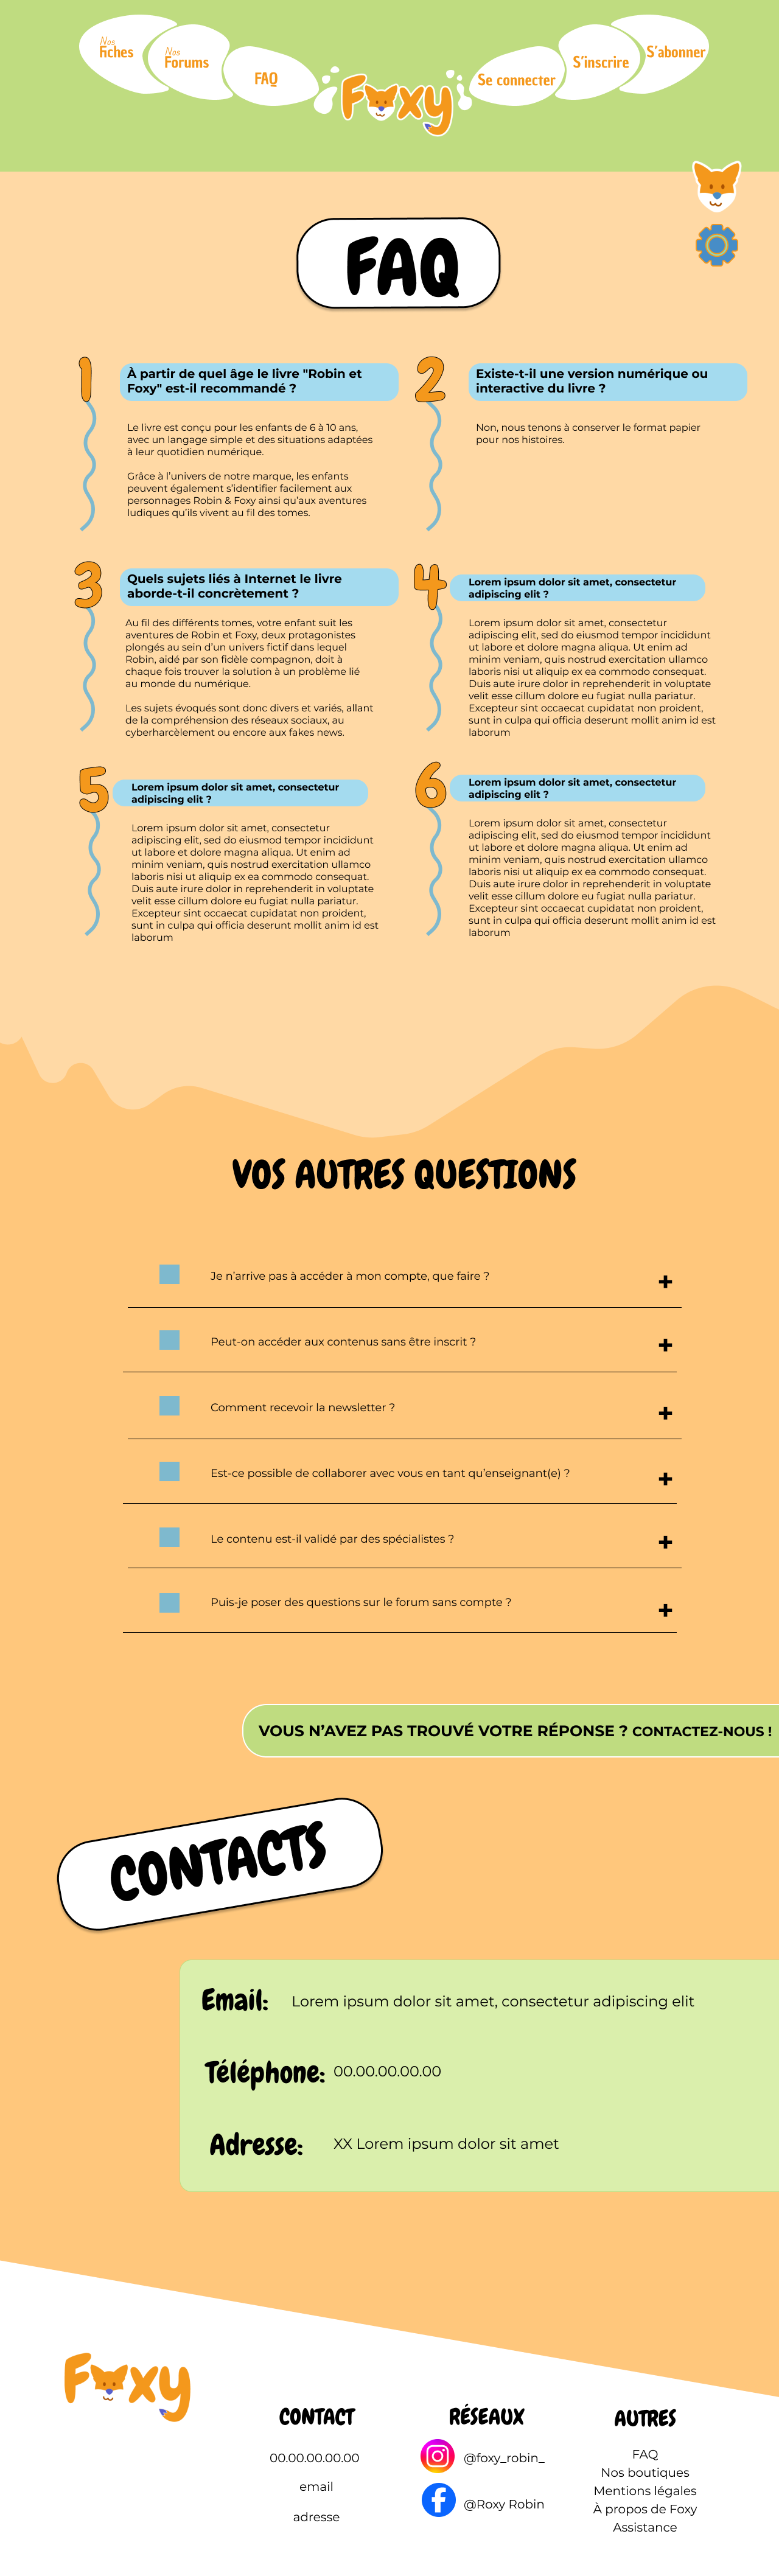 Nos
Fiches
Nos
Forums
FAQ
Foxy
Se connecter
S'inscrire
S'abonner
FAQ
1
À partir de quel âge le livre "Robin et
Foxy" est-il recommandé ?
Le livre est conçu pour les enfants de 6 à 10 ans,
avec un langage simple et des situations adaptées
à leur quotidien numérique.
Grâce à l'univers de notre marque, les enfants
peuvent également s'identifier facilement aux
personnages Robin & Foxy ainsi qu'aux aventures
ludiques qu'ils vivent au fil des tomes.
2
Existe-t-il une version numérique ou
interactive du livre ?
Non, nous tenons à conserver le format papier
pour nos histoires.
3
Quels sujets liés à Internet le livre
aborde-t-il concrètement ?
Au fil des différents tomes, votre enfant suit les
aventures de Robin et Foxy, deux protagonistes
plongés au sein d'un univers fictif dans lequel
Robin, aidé par son fidèle compagnon, doit à
chaque fois trouver la solution à un problème lié
au monde du numérique.
Les sujets évoqués sont donc divers et variés, allant
de la compréhension des réseaux sociaux, au
cyberharcèlement ou encore aux fakes news.
4
Lorem ipsum dolor sit amet, consectetur
adipiscing elit ?
Lorem ipsum dolor sit amet, consectetur
adipiscing elit, sed do eiusmod tempor incididunt
ut labore et dolore magna aliqua. Ut enim ad
minim veniam, quis nostrud exercitation ullamco
laboris nisi ut aliquip ex ea commodo consequat.
Duis aute irure dolor in reprehenderit in voluptate
velit esse cillum dolore eu fugiat nulla pariatur.
Excepteur sint occaecat cupidatat non proident,
sunt in culpa qui officia deserunt mollit anim id est
laborum
5
Lorem ipsum dolor sit amet, consectetur
adipiscing elit ?
Lorem ipsum dolor sit amet, consectetur
adipiscing elit, sed do eiusmod tempor incididunt
ut labore et dolore magna aliqua. Ut enim ad
minim veniam, quis nostrud exercitation ullamco
laboris nisi ut aliquip ex ea commodo consequat.
Duis aute irure dolor in reprehenderit in voluptate
velit esse cillum dolore eu fugiat nulla pariatur.
Excepteur sint occaecat cupidatat non proident,
sunt in culpa qui officia deserunt mollit anim id est
laborum
6
Lorem ipsum dolor sit amet, consectetur
adipiscing elit ?
Lorem ipsum dolor sit amet, consectetur
adipiscing elit, sed do eiusmod tempor incididunt
ut labore et dolore magna aliqua. Ut enim ad
minim veniam, quis nostrud exercitation ullamco
laboris nisi ut aliquip ex ea commodo consequat.
Duis aute irure dolor in reprehenderit in voluptate
velit esse cillum dolore eu fugiat nulla pariatur.
Excepteur sint occaecat cupidatat non proident,
sunt in culpa qui officia deserunt mollit anim id est
laborum
VOS AUTRES QUESTIONS
Je n'arrive pas à accéder à mon compte, que faire ? +
Peut-on accéder aux contenus sans être inscrit ? +
Comment recevoir la newsletter ? +
Est-ce possible de collaborer avec vous en tant qu'enseignant(e) ? +
Le contenu est-il validé par des spécialistes ? +
Puis-je poser des questions sur le forum sans compte ? +
VOUS N'AVEZ PAS TROUVÉ VOTRE RÉPONSE ? CONTACTEZ-NOUS !
CONTACTS
Email: Lorem ipsum dolor sit amet, consectetur adipiscing elit
Téléphone: 00.00.00.00.00
Adresse: XX Lorem ipsum dolor sit amet
Foxy
CONTACT
00.00.00.00.00
email
adresse
RÉSEAUX
@foxy_robin_
@Roxy Robin
AUTRES
FAQ
Nos boutiques
Mentions légales
À propos de Foxy
Assistance